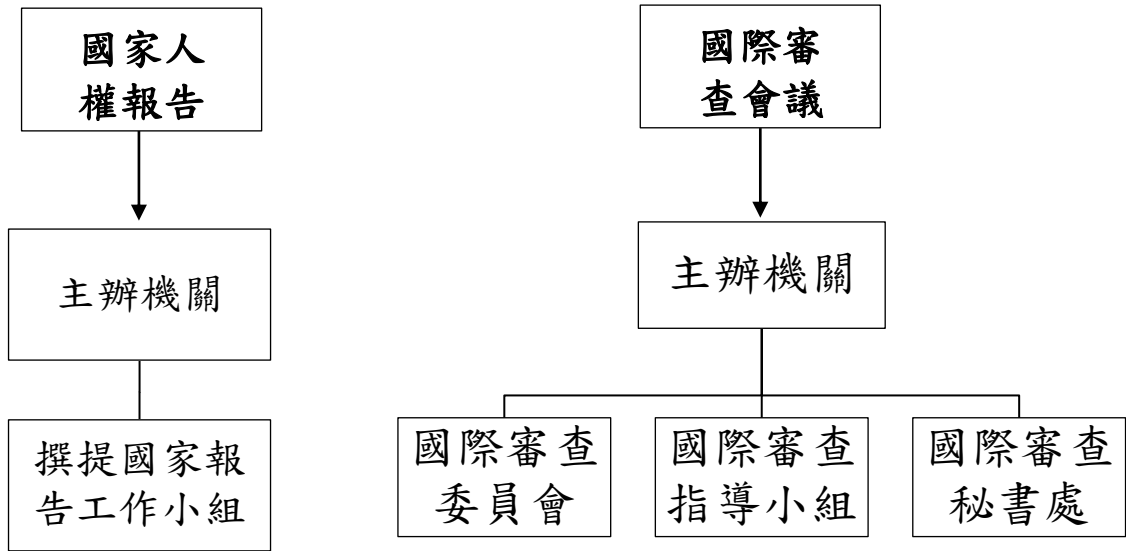 國家人
權報告
國際審
查會議
主辦機關
主辦機關
撰提國家報
告工作小組
國際審查
委員會
國際審查
指導小組
國際審查
秘書處